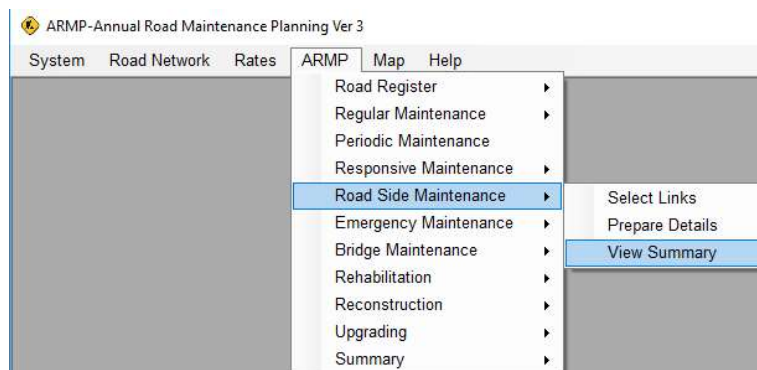 ARMP-Annual Road Maintenance Planning Ver 3
System Road Network Rates ARMP Map Help
Road Register
Regular Maintenance
Periodic Maintenance
Responsive Maintenance
Road Side Maintenance
Emergency Maintenance
Bridge Maintenance
Rehabilitation
Reconstruction
Upgrading
Summary
Select Links
Prepare Details
View Summary